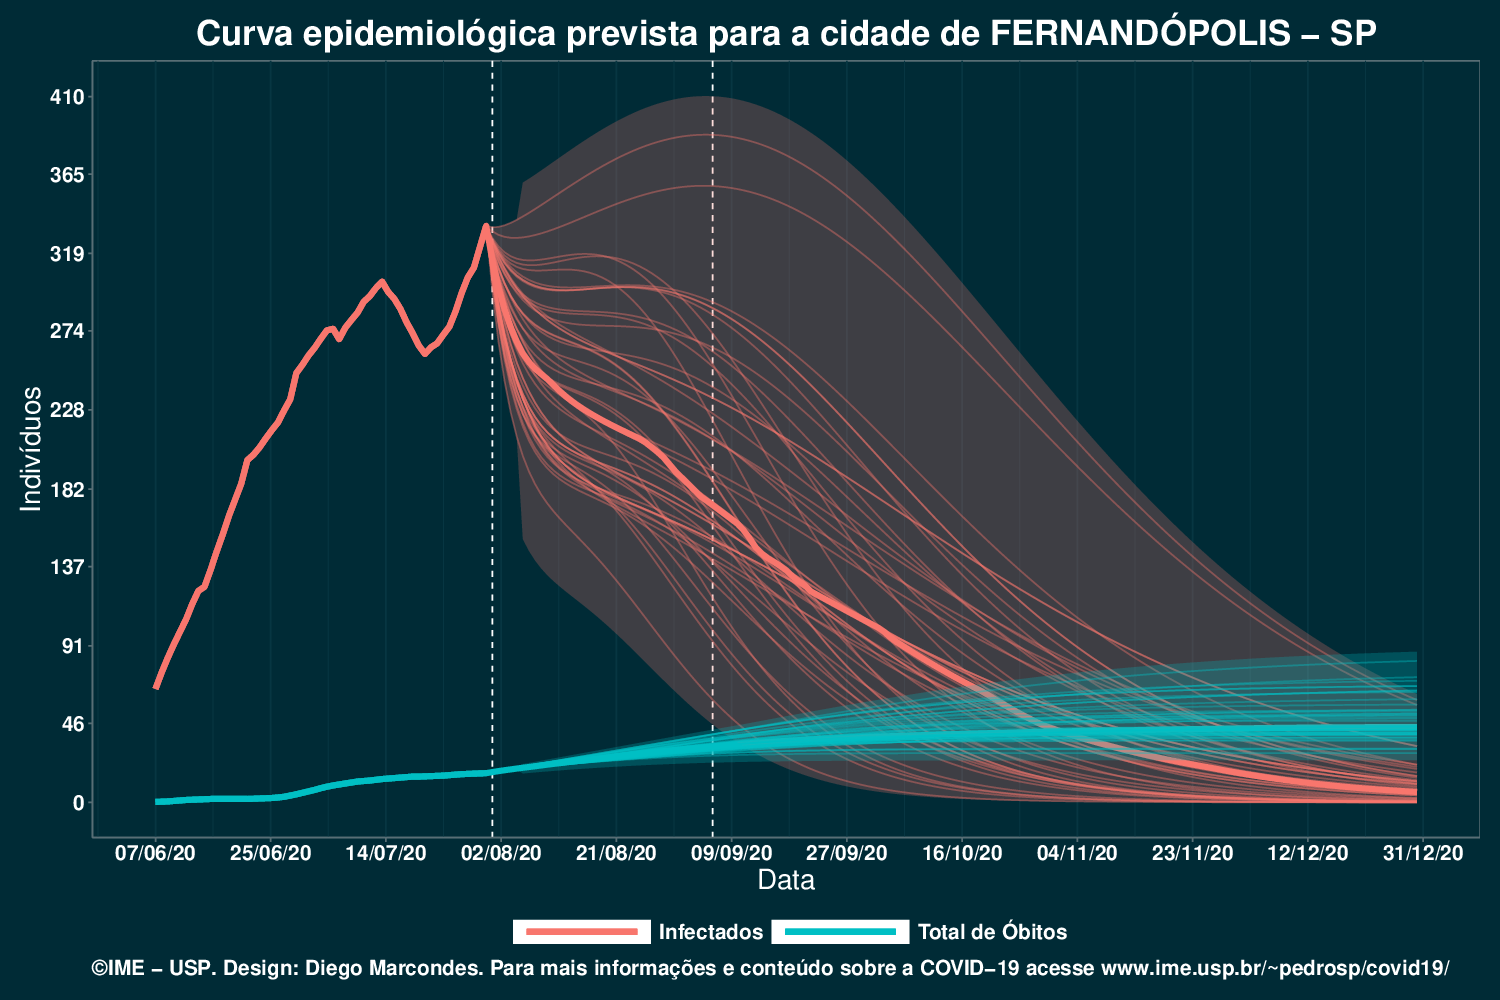 Curva epidemiológica prevista para a cidade de FERNANDÓPOLIS – SP
410
365
319
274
228
182
137
91
46
0
Indivíduos
07/06/20 25/06/20 14/07/20 02/08/20 21/08/20 09/09/20 27/09/20 16/10/20 04/11/20 23/11/20 12/12/20 31/12/20
Data
Infectados Total de Óbitos
©IME – USP. Design: Diego Marcondes. Para mais informações e conteúdo sobre a COVID–19 acesse www.ime.usp.br/~pedrosp/covid19/